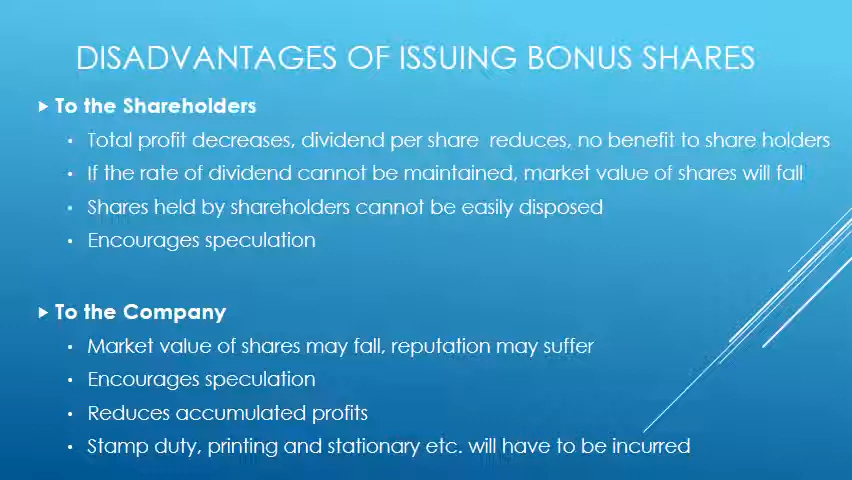 DISADVANTAGES OF ISSUING BONUS SHARES
To the Shareholders
• Total profit decreases, dividend per share reduces, no benefit to share holders
• If the rate of dividend cannot be maintained, market value of shares will fall
• Shares held by shareholders cannot be easily disposed
• Encourages speculation
To the Company
• Market value of shares may fall, reputation may suffer
• Encourages speculation
• Reduces accumulated profits
• Stamp duty, printing and stationary etc. will have to be incurred